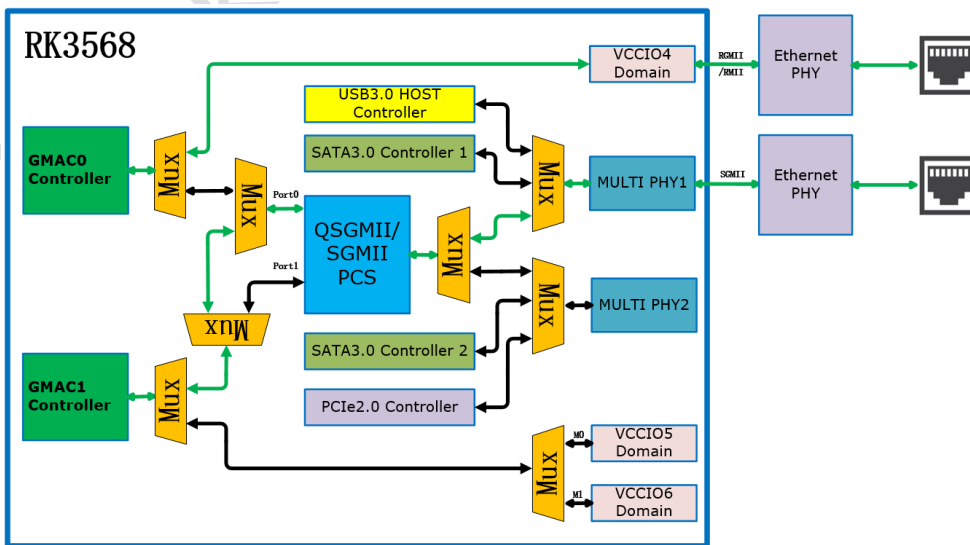 RK3568
VCCIO4
Domain
RGMII
/RMII
Ethernet
PHY
USB3.0 HOST
Controller
GMAC0
Controller
Mux
Mux
SATA3.0 Controller 1
Mux
MULTI PHY1
SGMII
Ethernet
PHY
Port0
QSGMII/
SGMII
PCS
Mux
Port1
Mux
Mux
MULTI PHY2
SATA3.0 Controller 2
GMAC1
Controller
Mux
PCIe2.0 Controller
Mux
M0
VCCIO5
Domain
M1
VCCIO6
Domain